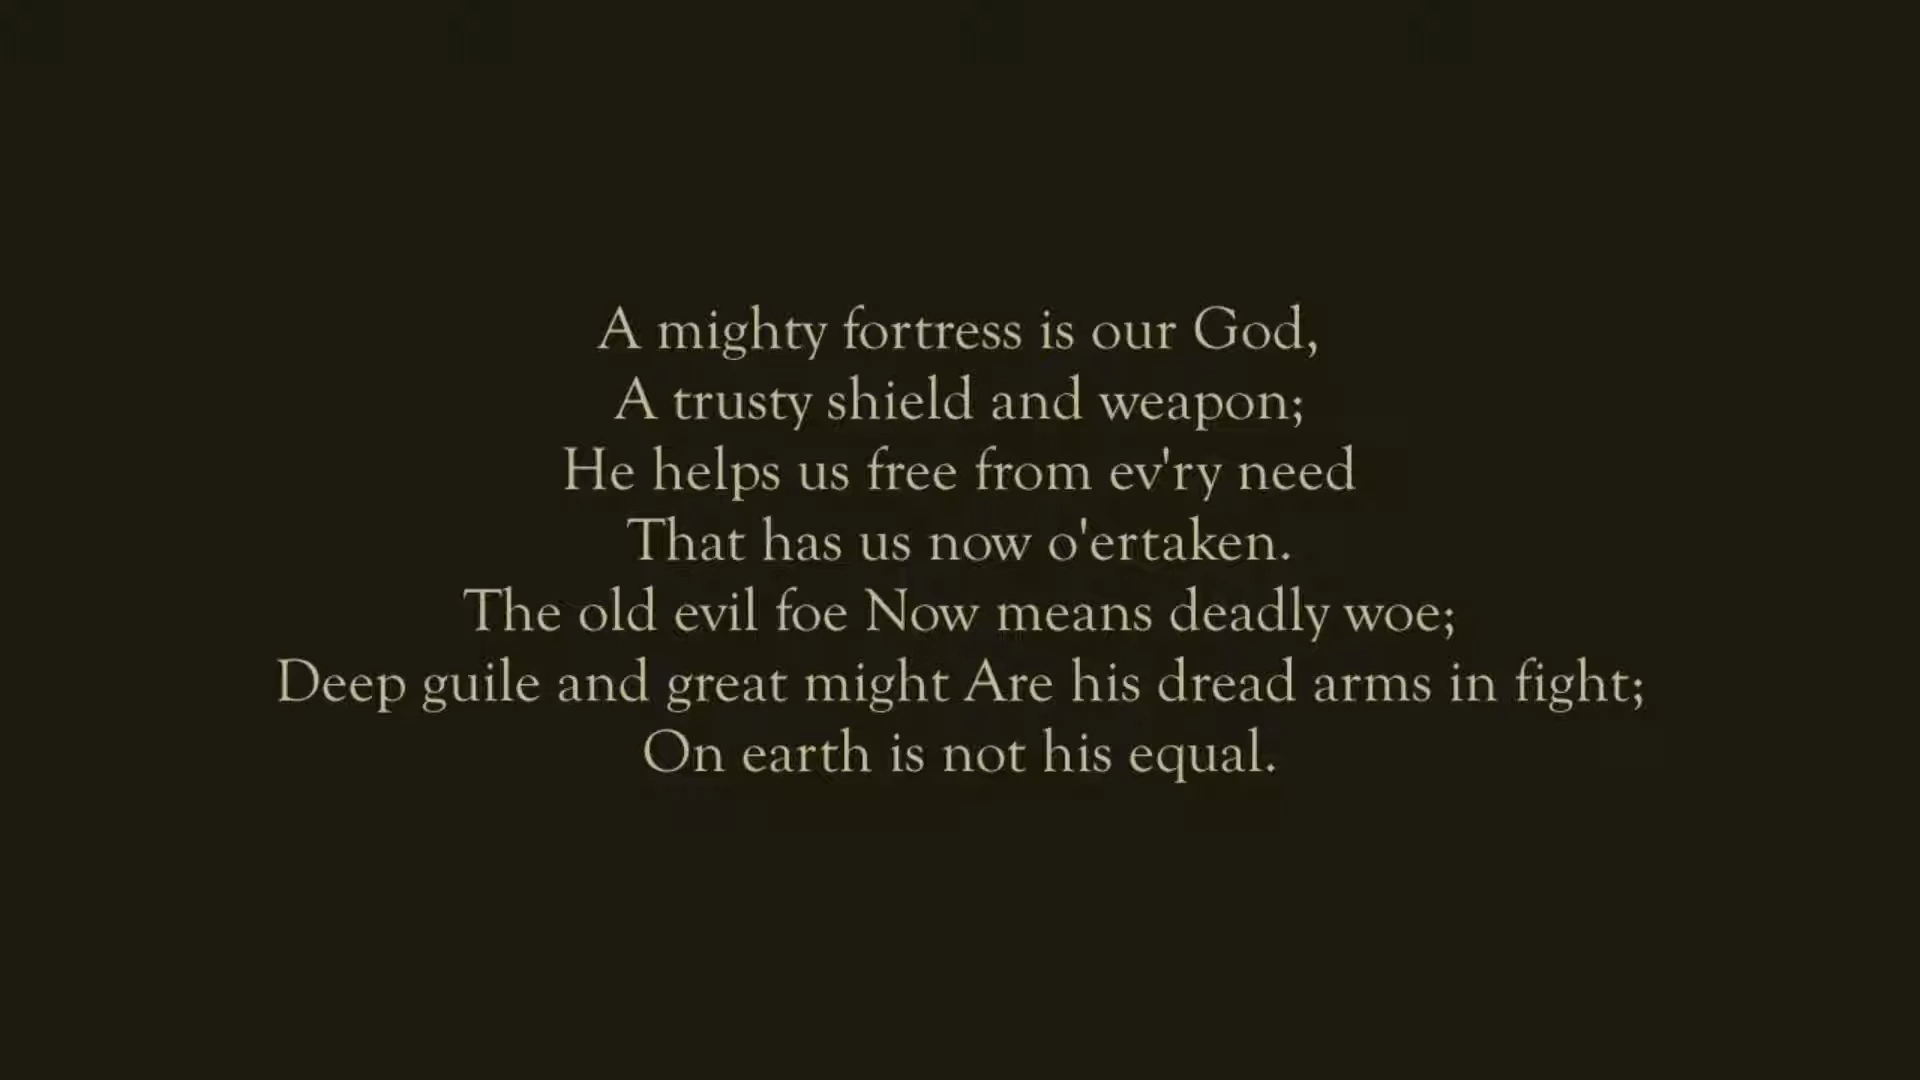 A mighty fortress is our God,
A trusty shield and weapon;
He helps us free from ev'ry need
That has us now o'ertaken.
The old evil foe Now means deadly woe;
Deep guile and great might Are his dread arms in fight;
On earth is not his equal.